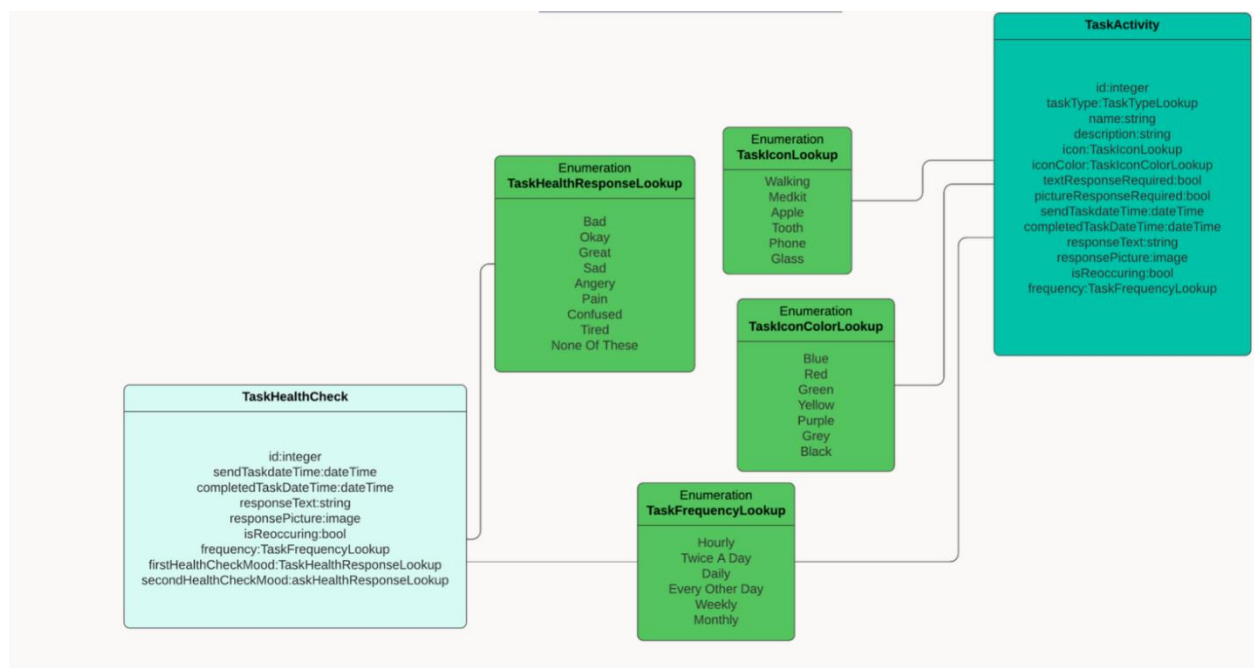 TaskActivity
id:integer
taskType:TaskTypeLookup
name:string
description:string
icon:TaskIconLookup
iconColor:TaskIconColorLookup
textResponseRequired:bool
pictureResponseRequired:bool
sendTaskdateTime:dateTime
completedTaskDateTime:dateTime
responseText:string
responsePicture:image
isReoccuring:bool
frequency:TaskFrequencyLookup
Enumeration
TaskIconLookup
Walking
Medkit
Apple
Tooth
Phone
Glass
Enumeration
TaskHealthResponseLookup
Bad
Okay
Great
Sad
Angery
Pain
Confused
Tired
None Of These
Enumeration
TaskIconColorLookup
Blue
Red
Green
Yellow
Purple
Grey
Black
TaskHealthCheck
id:integer
sendTaskdateTime:dateTime
completedTaskDateTime:dateTime
responseText:string
responsePicture:image
isReoccuring:bool
frequency:TaskFrequencyLookup
firstHealthCheckMood:TaskHealthResponseLookup
secondHealthCheckMood:askHealthResponseLookup
Enumeration
TaskFrequencyLookup
Hourly
Twice A Day
Daily
Every Other Day
Weekly
Monthly